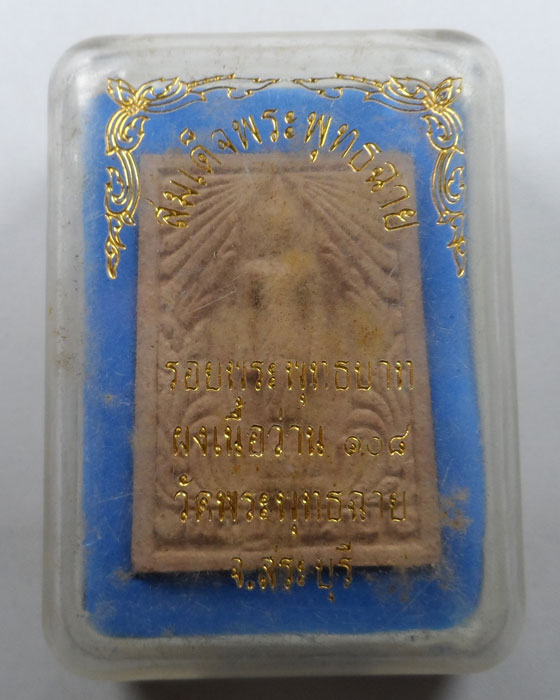 สมเด็จพระพุทธฉาย
รอยพระพุทธบาท
ผงเนื้อว่าน ๑๐๘
วัดพระพุทธฉาย
จ.สระบุรี